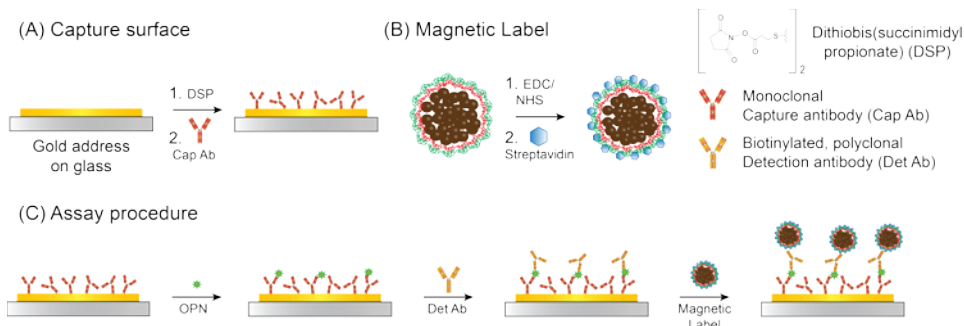 (A) Capture surface
Gold address
on glass
1. DSP
2.
Cap Ab
(B) Magnetic Label
1. EDC/
NHS
2.
Streptavidin
O
N
O
S
O
O
2
Dithiobis(succinimidyl
propionate) (DSP)
Monoclonal
Capture antibody (Cap Ab)
Biotinylated, polyclonal
Detection antibody (Det Ab)
(C) Assay procedure
OPN
Det Ab
Magnetic
Label